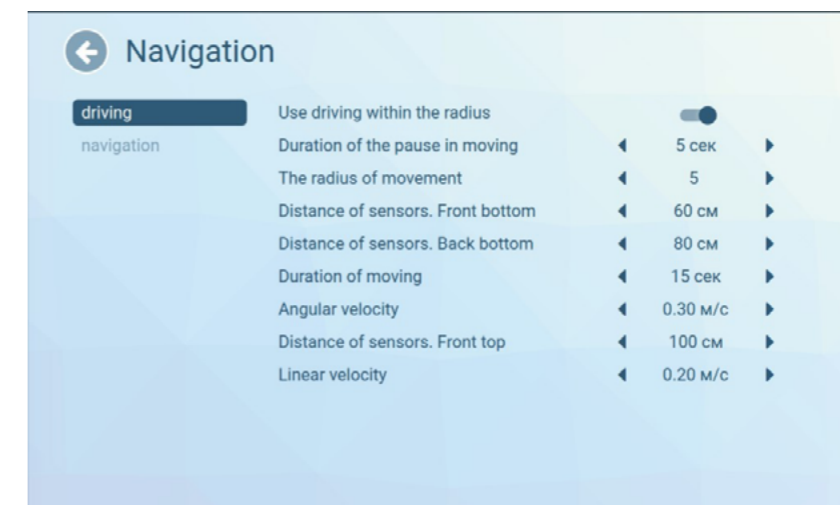 Navigation
driving
navigation
Use driving within the radius
Duration of the pause in moving 5 сек
The radius of movement 5
Distance of sensors. Front bottom 60 см
Distance of sensors. Back bottom 80 см
Duration of moving 15 сек
Angular velocity 0.30 м/с
Distance of sensors. Front top 100 см
Linear velocity 0.20 м/с